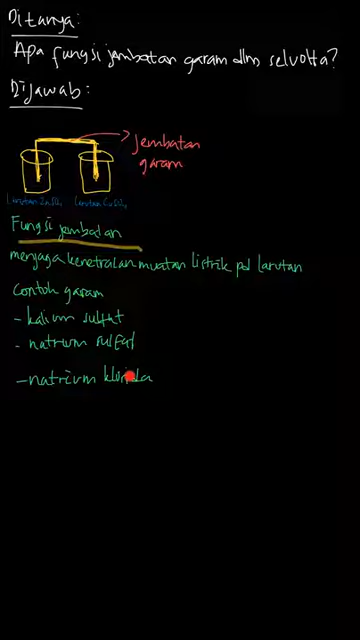 Ditanya:
Apa fungsi jembatan garam dlm selvolta?
Dijawab:
jembatan
garam
Larutan ZnSO₄ Larutan CuSO₄
Fungsi jembatan
menjaga kenetralan muatan listrik pd larutan
Contoh garam
- kalium sulfat
- natrium sulfat
- natrium klorida